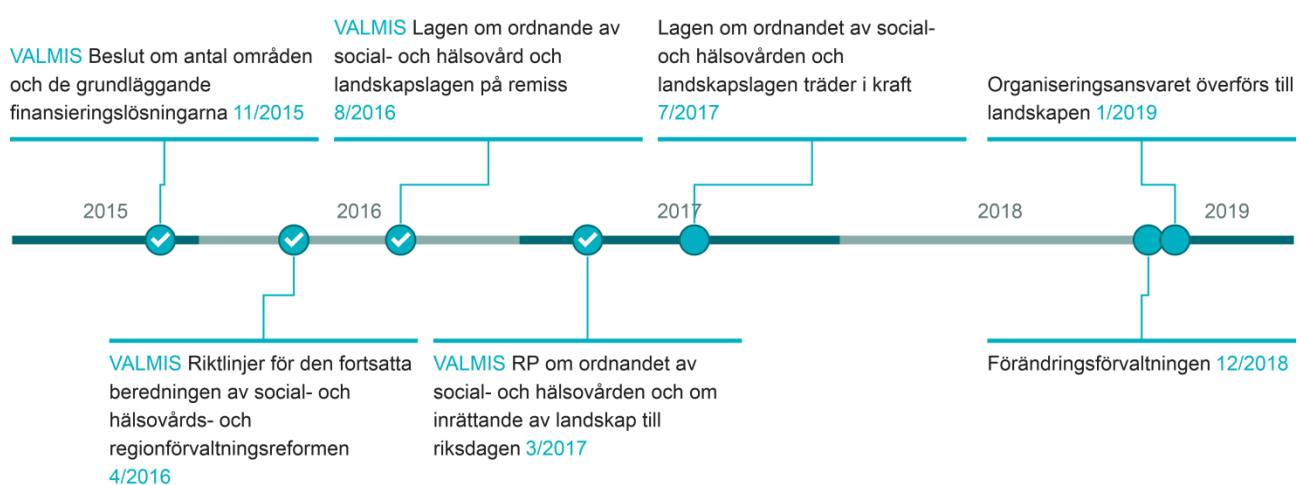 VALMIS Beslut om antal områden
och de grundläggande
finansieringslösningarna 11/2015
VALMIS Lagen om ordnande av
social- och hälsovård och
landskapslagen på remiss
8/2016
Lagen om ordnandet av social-
och hälsovården och
landskapslagen träder i kraft
7/2017
Organiseringsansvaret överförs till
landskapen 1/2019
2015
2016
2017
2018
2019
VALMIS Riktlinjer för den fortsatta
beredningen av social- och
hälsovårds- och
regionförvaltningsreformen
4/2016
VALMIS RP om ordnandet av
social- och hälsovården och om
inrättande av landskap till
riksdagen 3/2017
Förändringsförvaltningen 12/2018